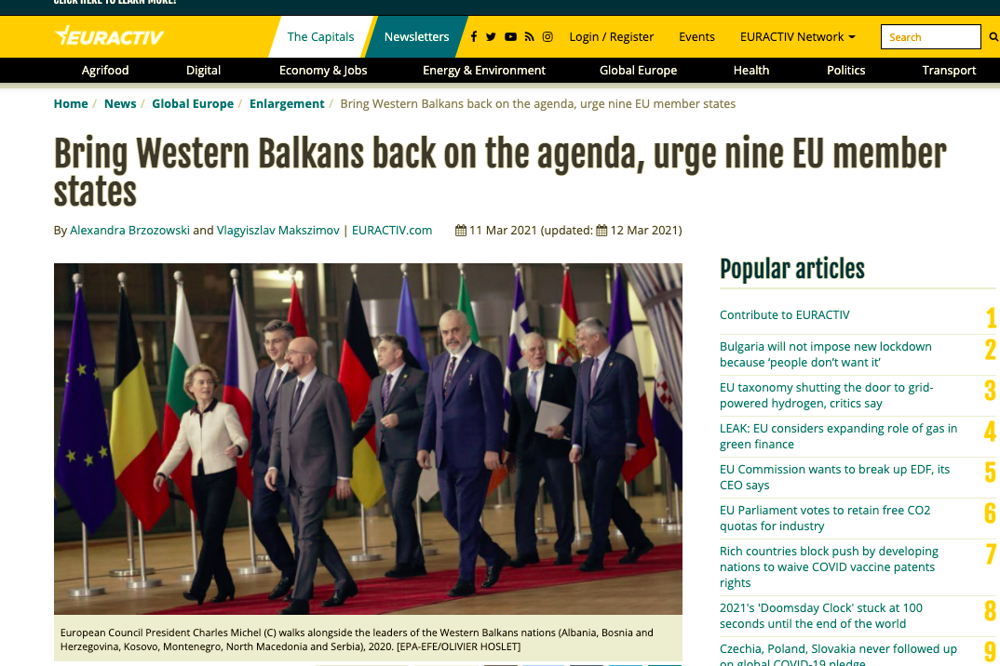 CLICK HERE TO LEARN MORE!
EURACTIV
The Capitals
Newsletters
Login / Register
Events
EURACTIV Network
Search
Agrifood
Digital
Economy & Jobs
Energy & Environment
Global Europe
Health
Politics
Transport
Home / News / Global Europe / Enlargement / Bring Western Balkans back on the agenda, urge nine EU member states
Bring Western Balkans back on the agenda, urge nine EU member
states
By Alexandra Brzozowski and Vlagyiszlav Makszimov | EURACTIV.com
11 Mar 2021 (updated: 12 Mar 2021)
European Council President Charles Michel (C) walks alongside the leaders of the Western Balkans nations (Albania, Bosnia and
Herzegovina, Kosovo, Montenegro, North Macedonia and Serbia), 2020. [EPA-EFE/OLIVIER HOSLET]
Popular articles
Contribute to EURACTIV
1
Bulgaria will not impose new lockdown
because ‘people don’t want it’
2
EU taxonomy shutting the door to grid-
powered hydrogen, critics say
3
LEAK: EU considers expanding role of gas in
green finance
4
EU Commission wants to break up EDF, its
CEO says
5
EU Parliament votes to retain free CO2
quotas for industry
6
Rich countries block push by developing
nations to waive COVID vaccine patents
rights
7
2021's 'Doomsday Clock' stuck at 100
seconds until the end of the world
8
Czechia, Poland, Slovakia never followed up
on global COVID-19 pledge
9